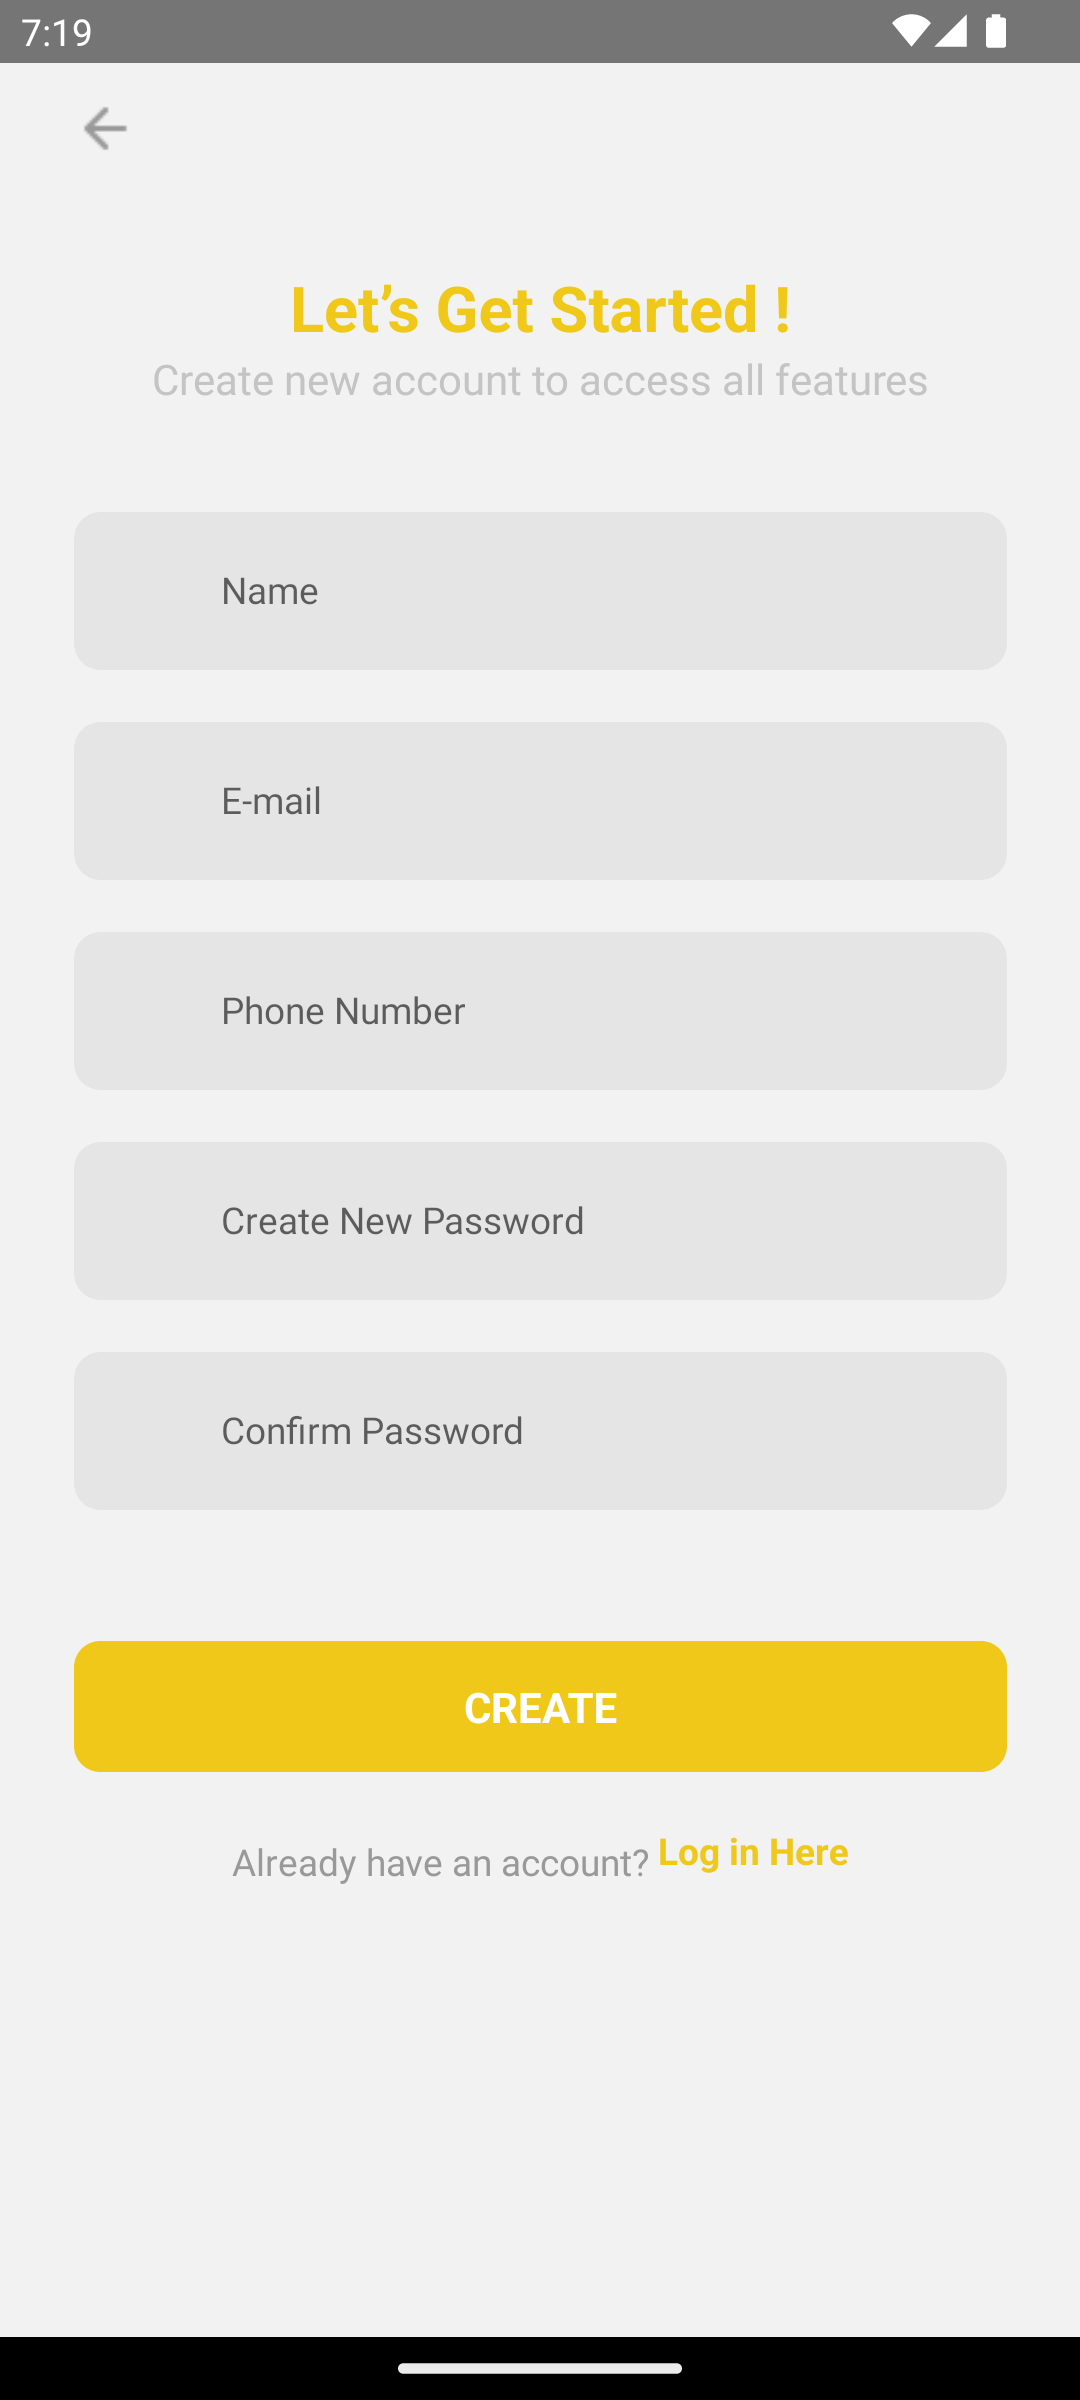 7:19
Let’s Get Started !
Create new account to access all features
Name
E-mail
Phone Number
Create New Password
Confirm Password
CREATE
Already have an account? Log in Here